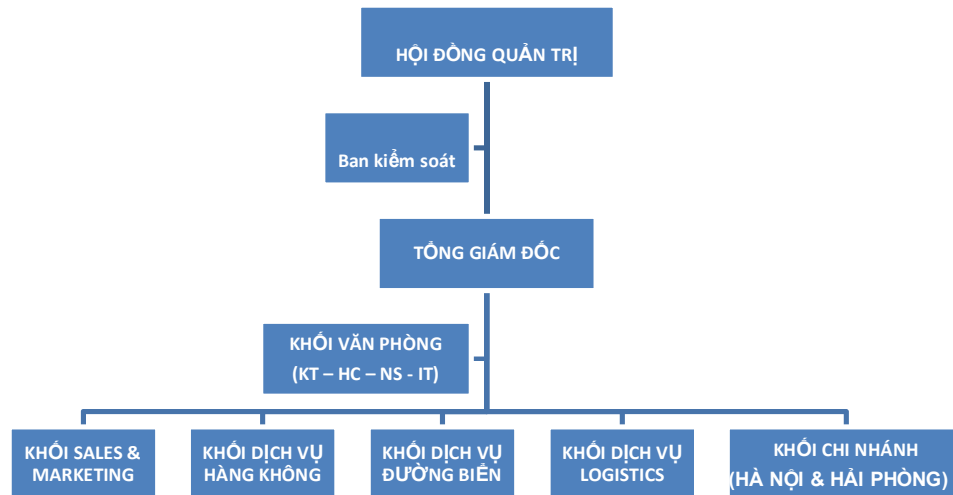 HỘI ĐỒNG QUẢN TRỊ
Ban kiểm soát
TỔNG GIÁM ĐỐC
KHỐI VĂN PHÒNG
(KT – HC – NS - IT)
KHỐI SALES &
MARKETING
KHỐI DỊCH VỤ
HÀNG KHÔNG
KHỐI DỊCH VỤ
ĐƯỜNG BIỂN
KHỐI DỊCH VỤ
LOGISTICS
KHỐI CHI NHÁNH
(HÀ NỘI & HẢI PHÒNG)